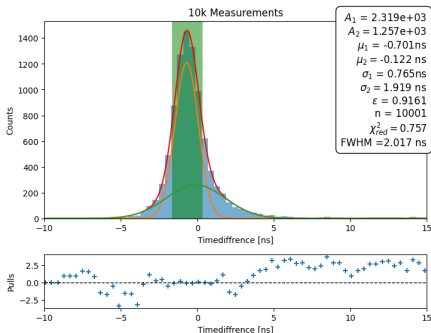 10k Measurements
A₁ = 2.319e+03
A₂ = 1.257e+03
μ₁ = -0.701ns
μ₂ = -0.122 ns
σ₁ = 0.765ns
σ₂ = 1.919 ns
ε = 0.9161
n = 10001
χ²red = 0.757
FWHM =2.017 ns
Counts
1400
1200
1000
800
600
400
200
0
−10 −5 0 5 10 15
Timediffrence [ns]
Pulls
2.5
0.0
−2.5
−10 −5 0 5 10 15
Timediffrence [ns]